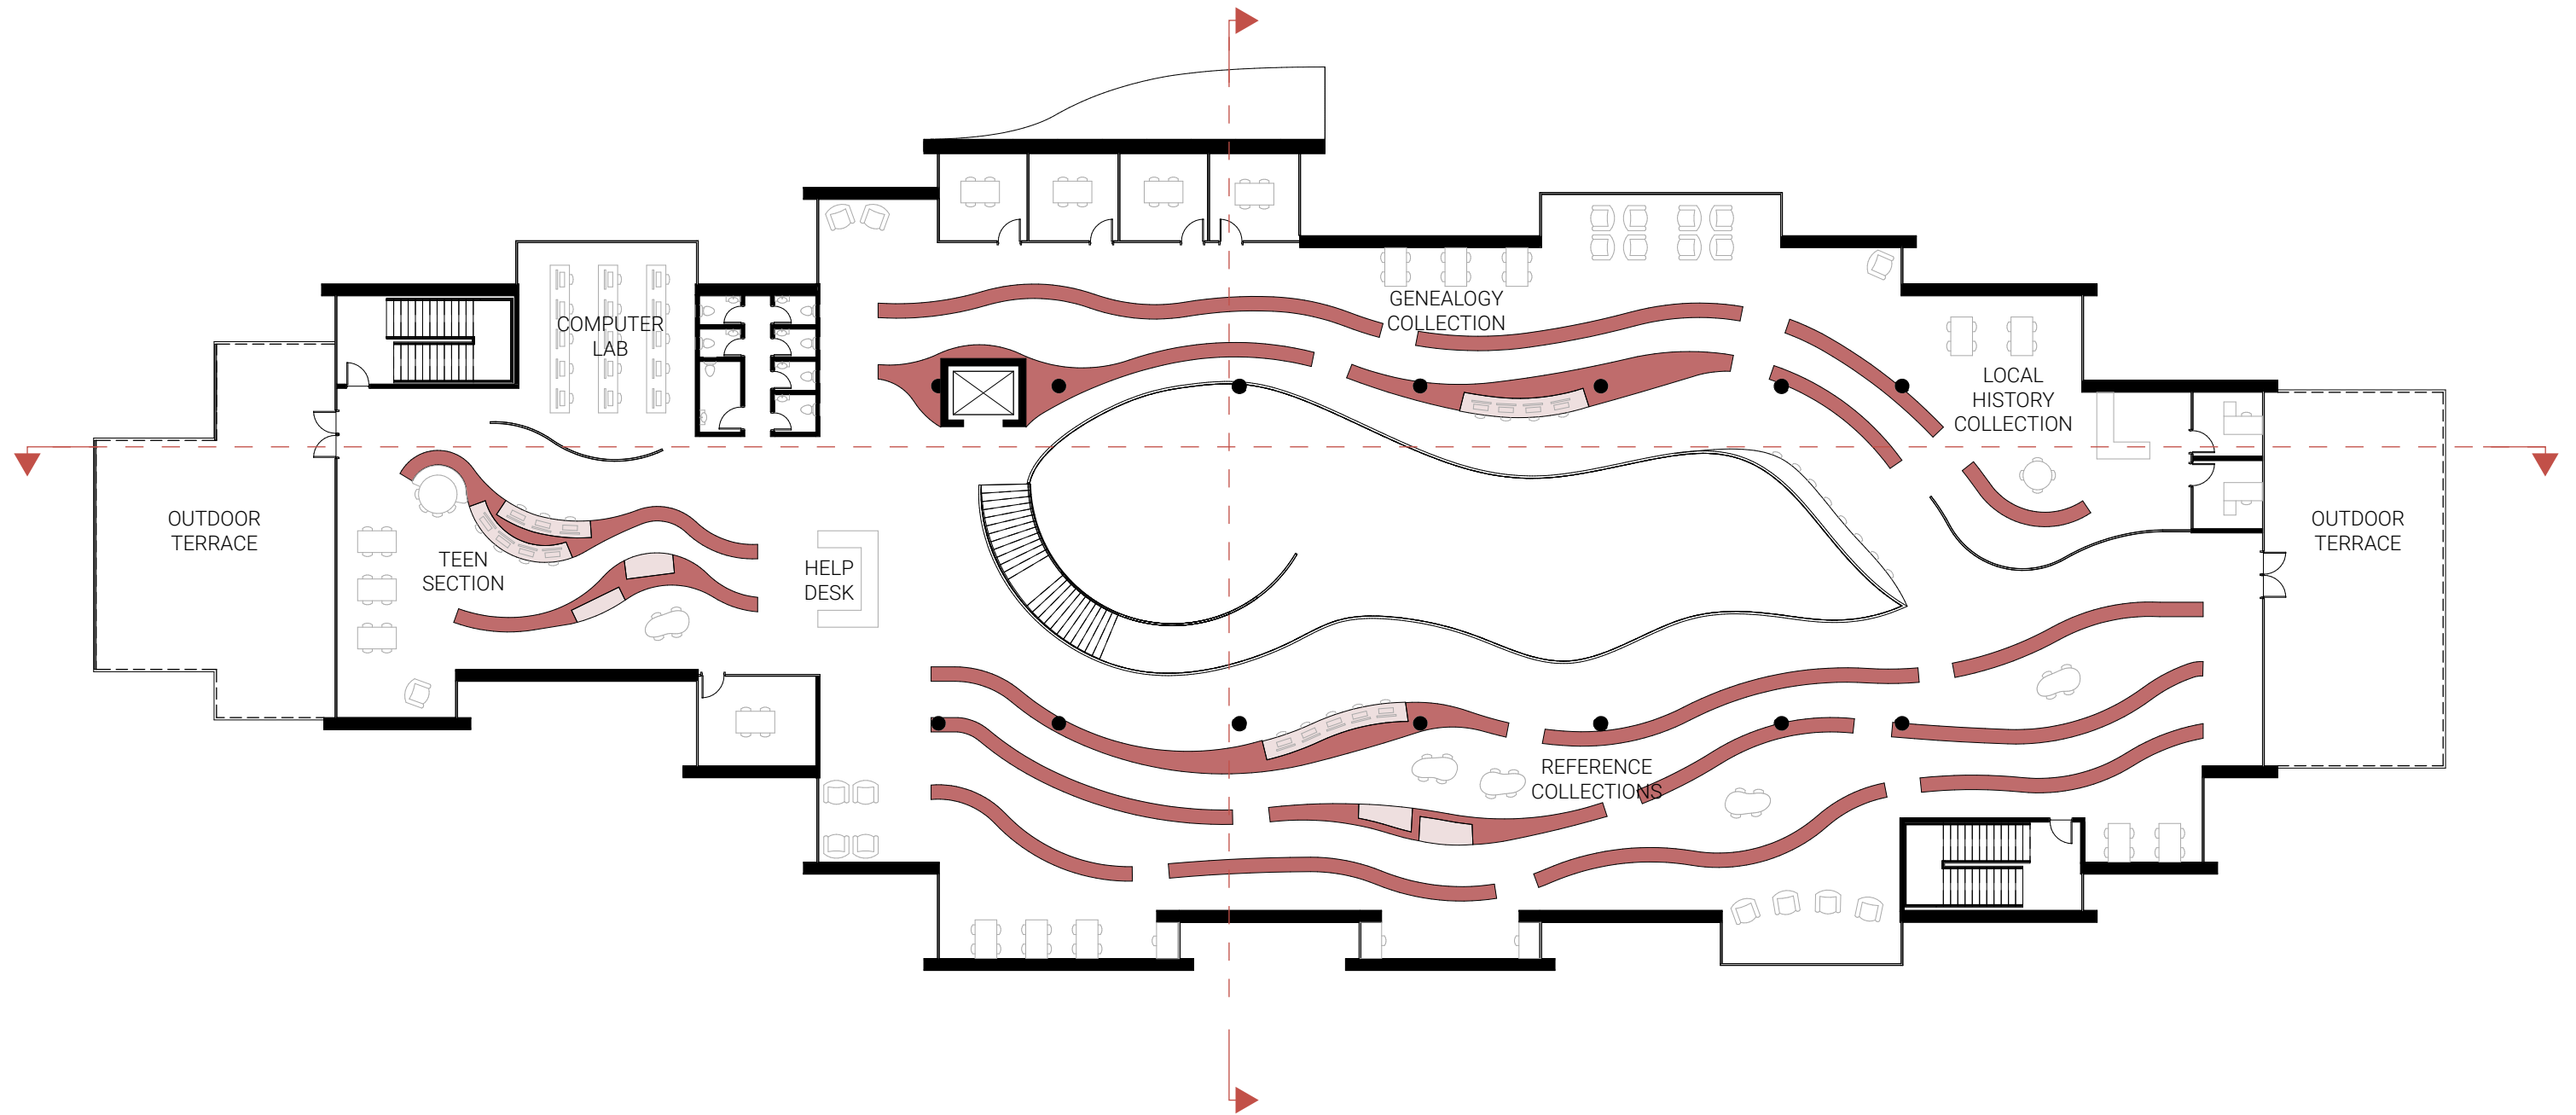 GENEALOGY
COLLECTION
COMPUTER
LAB
LOCAL
HISTORY
COLLECTION
OUTDOOR
TERRACE
TEEN
SECTION
HELP
DESK
OUTDOOR
TERRACE
REFERENCE
COLLECTIONS